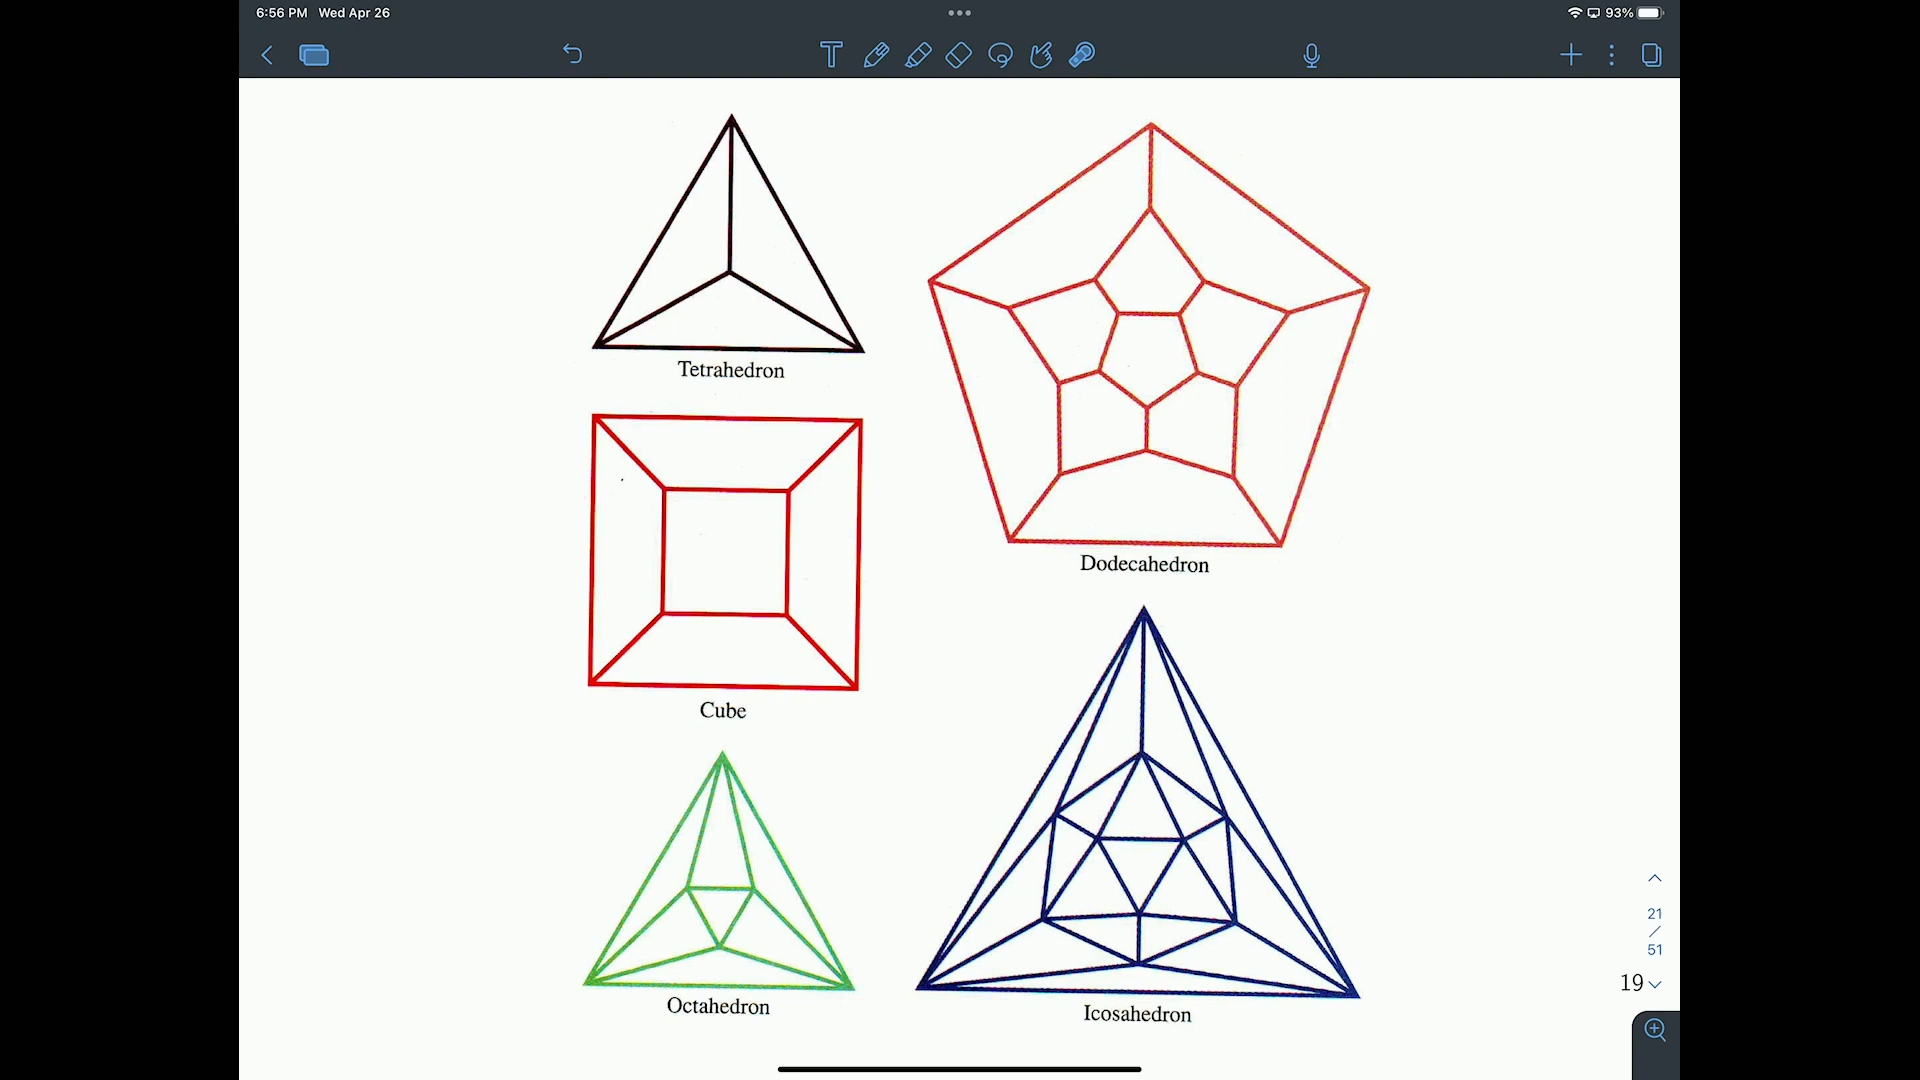 6:56 PM Wed Apr 26
93%
Tetrahedron
Dodecahedron
Cube
Octahedron
Icosahedron
21
/
51
19